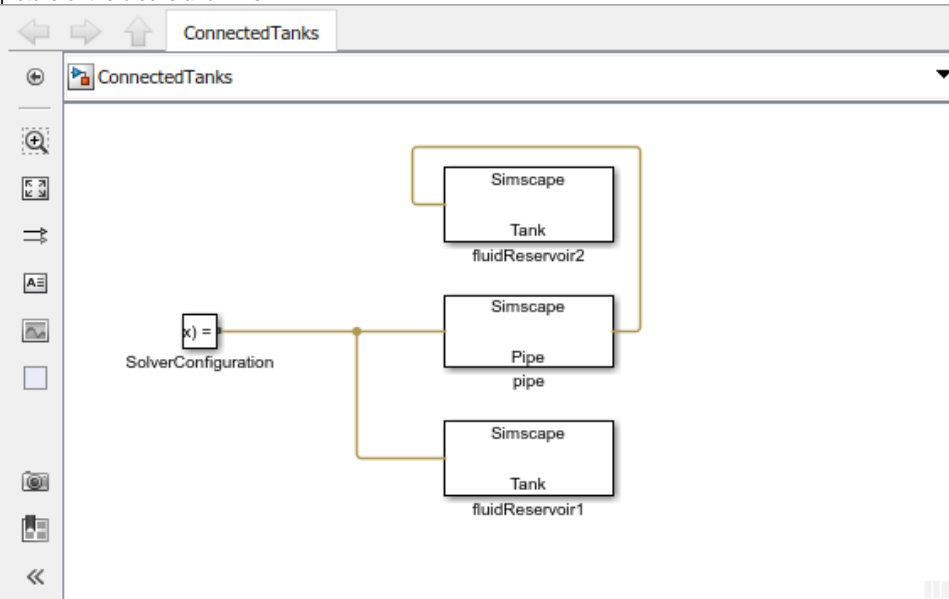 ConnectedTanks
ConnectedTanks
Simscape
Tank
fluidReservoir2
Simscape
Pipe
pipe
x) =
SolverConfiguration
Simscape
Tank
fluidReservoir1